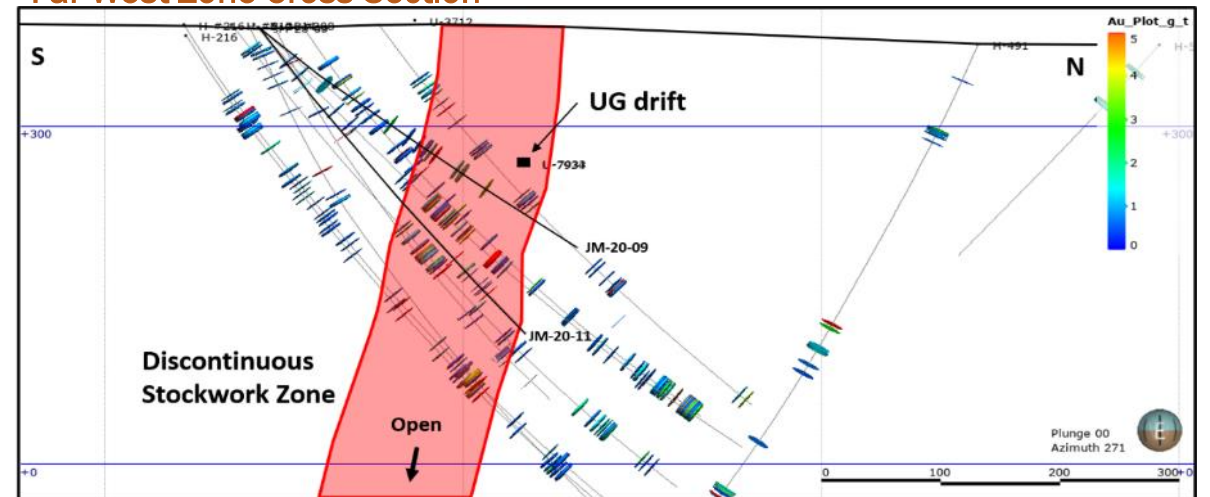 Far West Zone Cross Section
H-216
U-3712
H-491
Au_Plot_g_t
5
4
3
2
1
0
S
N
UG drift
+300
+300
JM-20-09
JM-20-11
Discontinuous
Stockwork Zone
Open
Plunge 00
Azimuth 271
+0
0
100
200
300
+0